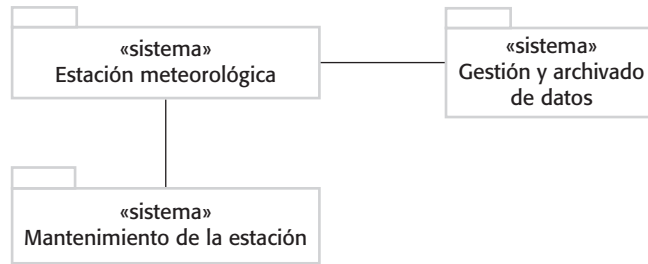 «sistema»
Estación meteorológica
«sistema»
Gestión y archivado
de datos
«sistema»
Mantenimiento de la estación